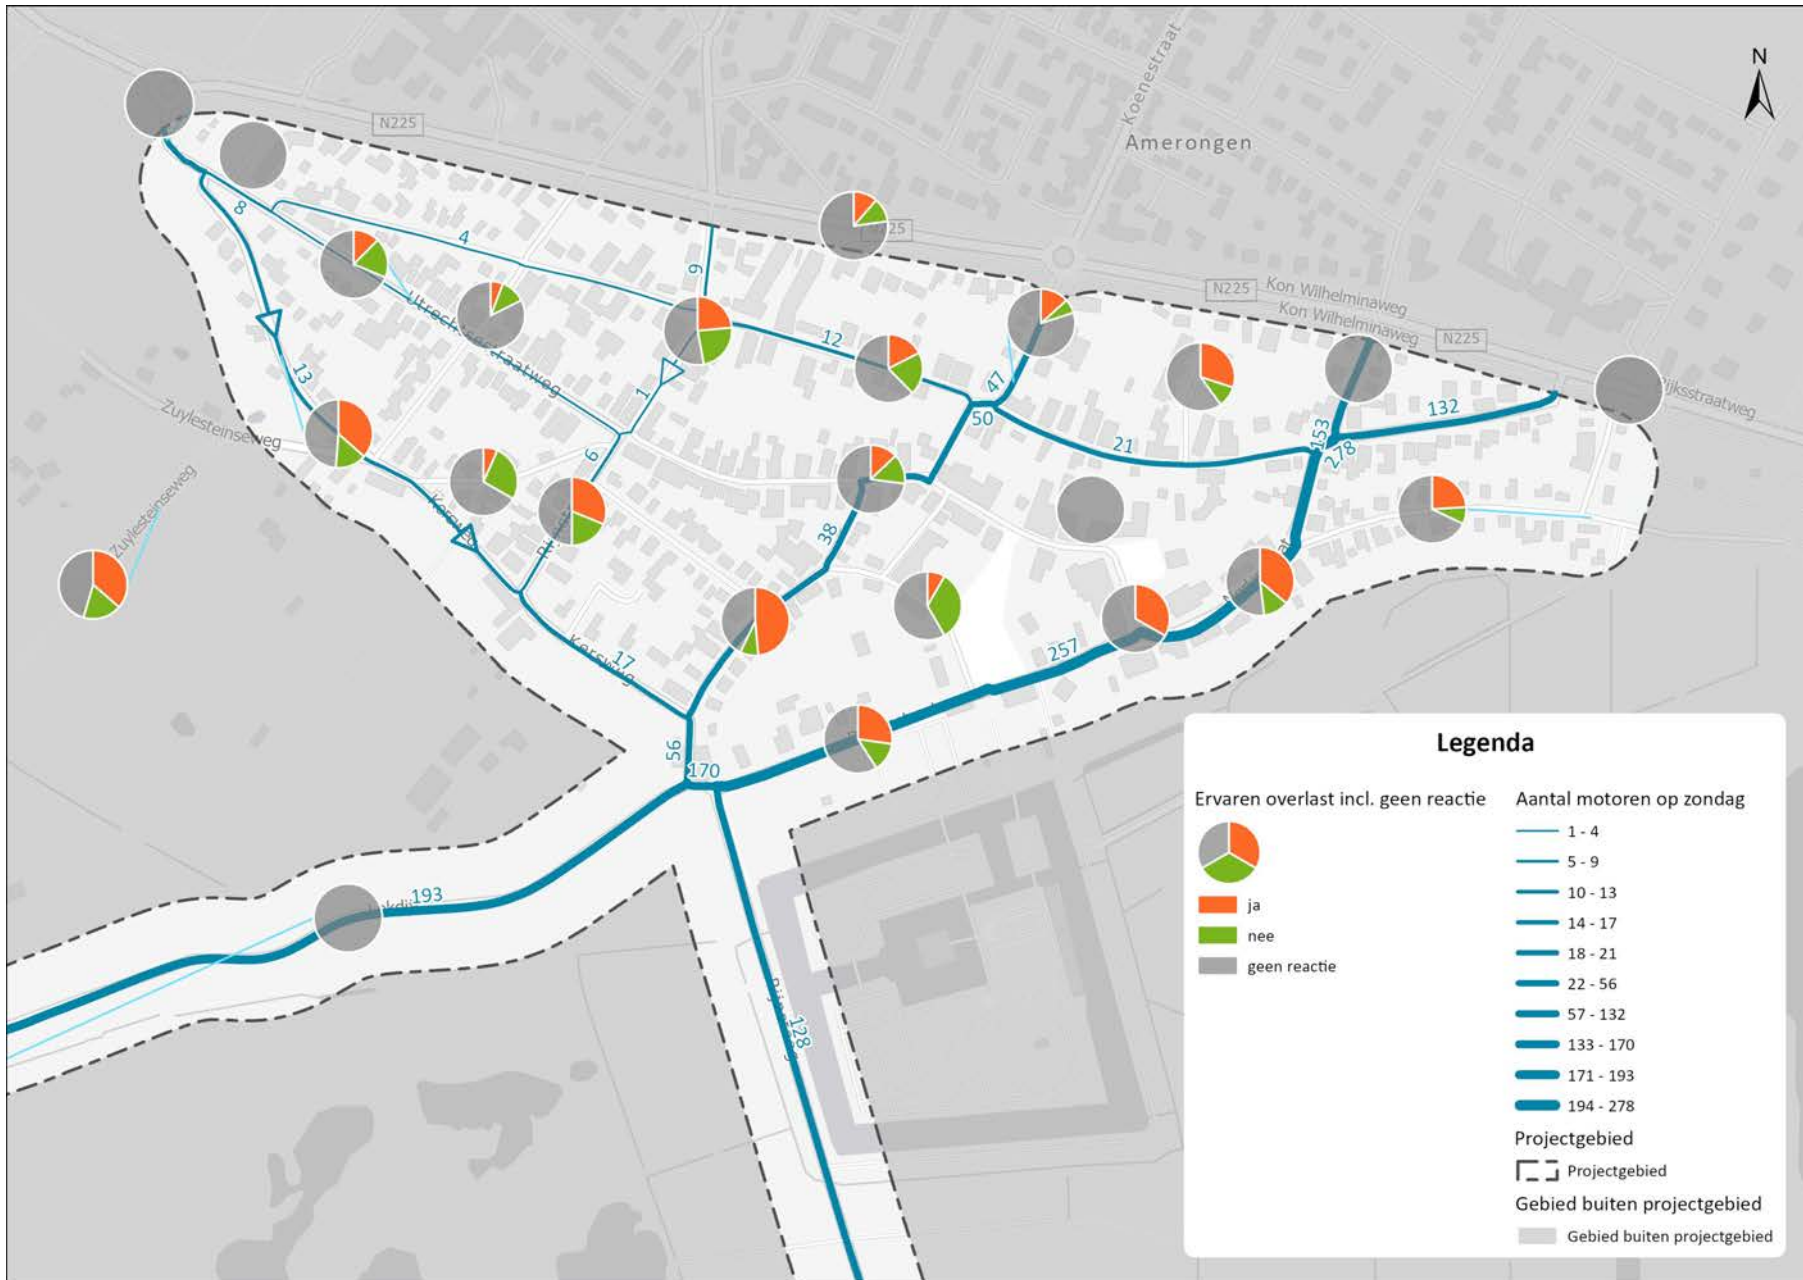 N
Koenestraat
N225
Amerongen
8
4
9
N225
Kon Wilhelminaweg
Kon Wilhelminaweg
N225
Rijksstraatweg
12
1
47
50
132
13
Zuylesteinseweg
21
153
278
6
Kersweg
38
Zuylesteinseweg
257
17
Kersweg
56
170
193
128
Legenda
Ervaren overlast incl. geen reactie
ja
nee
geen reactie
Aantal motoren op zondag
1 - 4
5 - 9
10 - 13
14 - 17
18 - 21
22 - 56
57 - 132
133 - 170
171 - 193
194 - 278
Projectgebied
Projectgebied
Gebied buiten projectgebied
Gebied buiten projectgebied